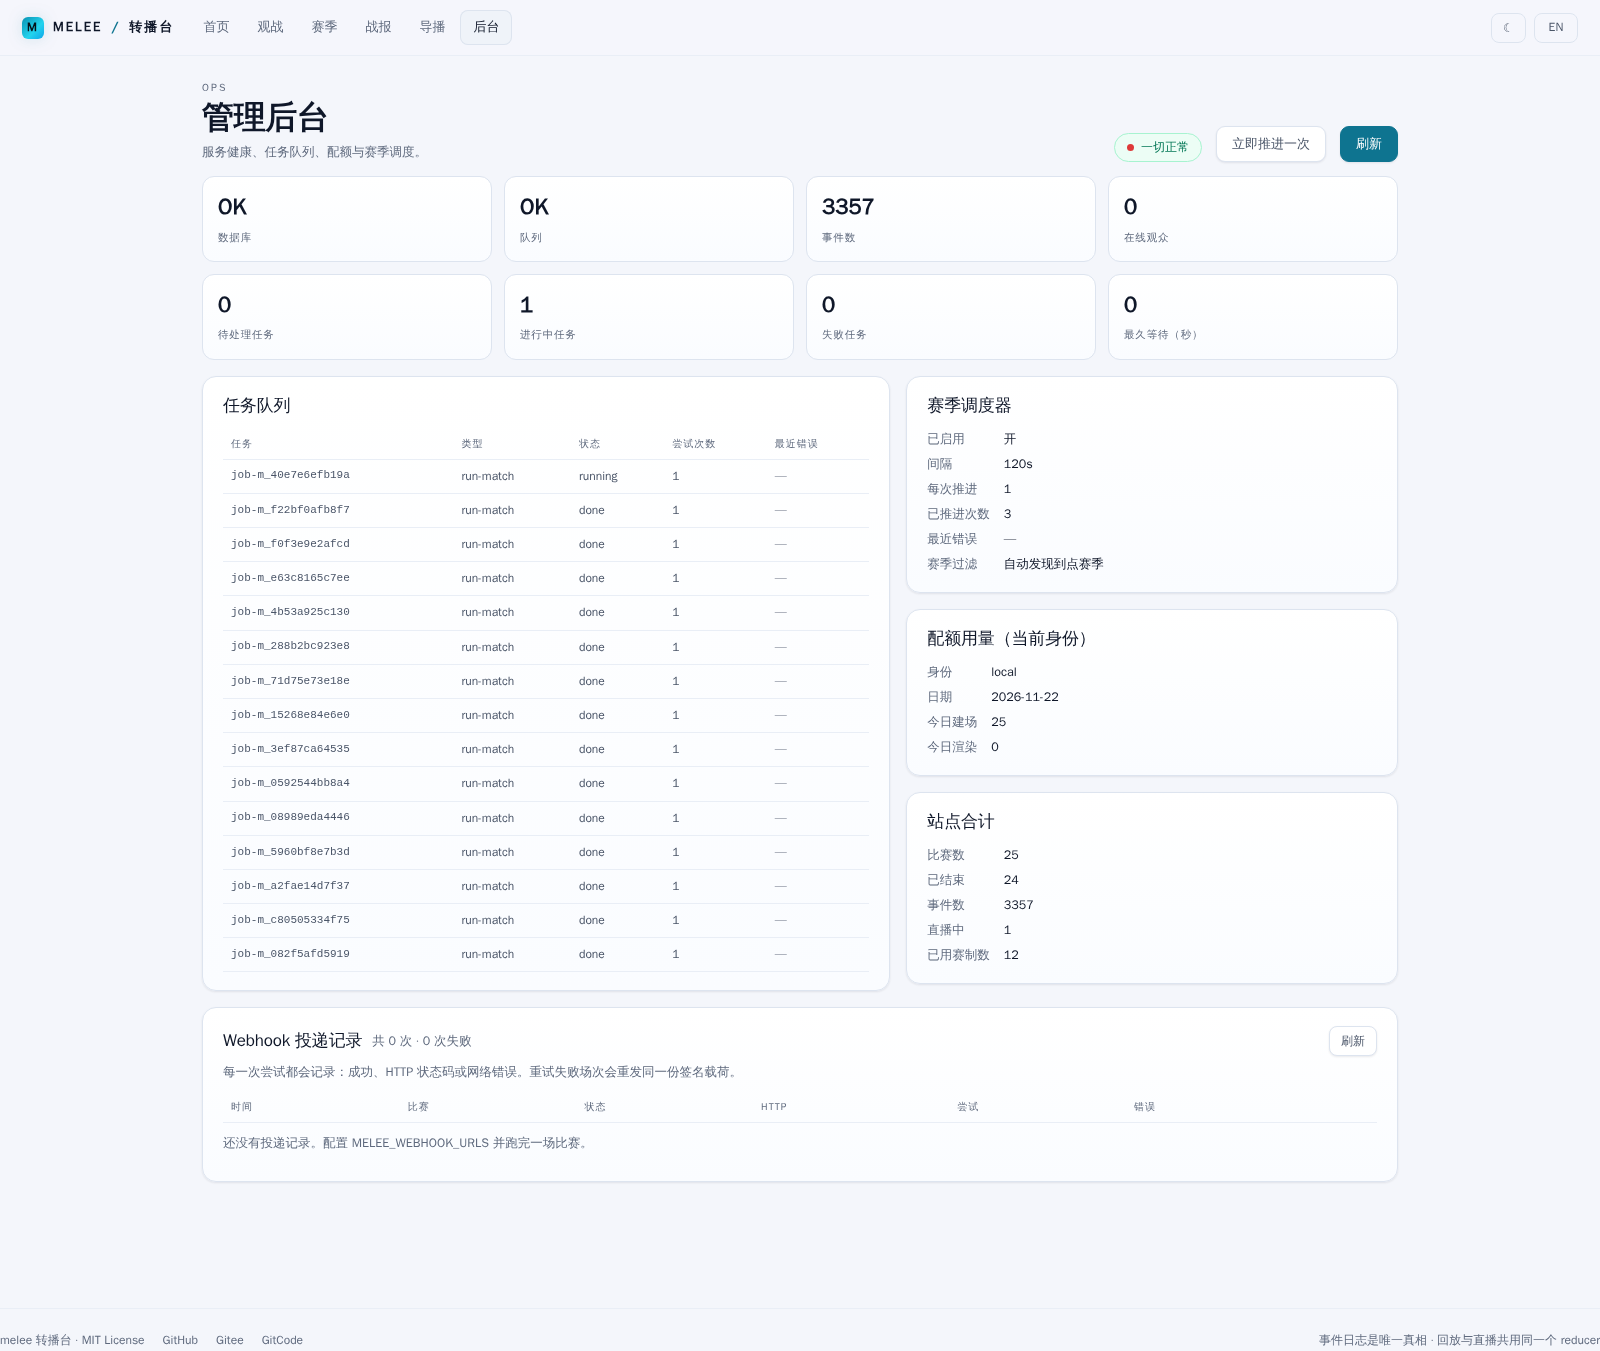 M MELEE / 转播台 首页 观战 赛季 战报 导播 后台 ☾ EN
OPS
管理后台
服务健康、任务队列、配额与赛季调度。
一切正常 立即推进一次 刷新
OK
数据库
OK
队列
3357
事件数
0
在线观众
0
待处理任务
1
进行中任务
0
失败任务
0
最久等待（秒）
任务队列
任务 类型 状态 尝试次数 最近错误
job-m_40e7e6efb19a run-match running 1 —
job-m_f22bf0afb8f7 run-match done 1 —
job-m_f0f3e9e2afcd run-match done 1 —
job-m_e63c8165c7ee run-match done 1 —
job-m_4b53a925c130 run-match done 1 —
job-m_288b2bc923e8 run-match done 1 —
job-m_71d75e73e18e run-match done 1 —
job-m_15268e84e6e0 run-match done 1 —
job-m_3ef87ca64535 run-match done 1 —
job-m_0592544bb8a4 run-match done 1 —
job-m_08989eda4446 run-match done 1 —
job-m_5960bf8e7b3d run-match done 1 —
job-m_a2fae14d7f37 run-match done 1 —
job-m_c80505334f75 run-match done 1 —
job-m_082f5afd5919 run-match done 1 —
赛季调度器
已启用 开
间隔 120s
每次推进 1
已推进次数 3
最近错误 —
赛季过滤 自动发现到点赛季
配额用量（当前身份）
身份 local
日期 2026-11-22
今日建场 25
今日渲染 0
站点合计
比赛数 25
已结束 24
事件数 3357
直播中 1
已用赛制数 12
Webhook 投递记录 共 0 次 · 0 次失败 刷新
每一次尝试都会记录：成功、HTTP 状态码或网络错误。重试失败场次会重发同一份签名载荷。
时间 比赛 状态 HTTP 尝试 错误
还没有投递记录。配置 MELEE_WEBHOOK_URLS 并跑完一场比赛。
melee 转播台 · MIT License GitHub Gitee GitCode 事件日志是唯一真相 · 回放与直播共用同一个 reducer